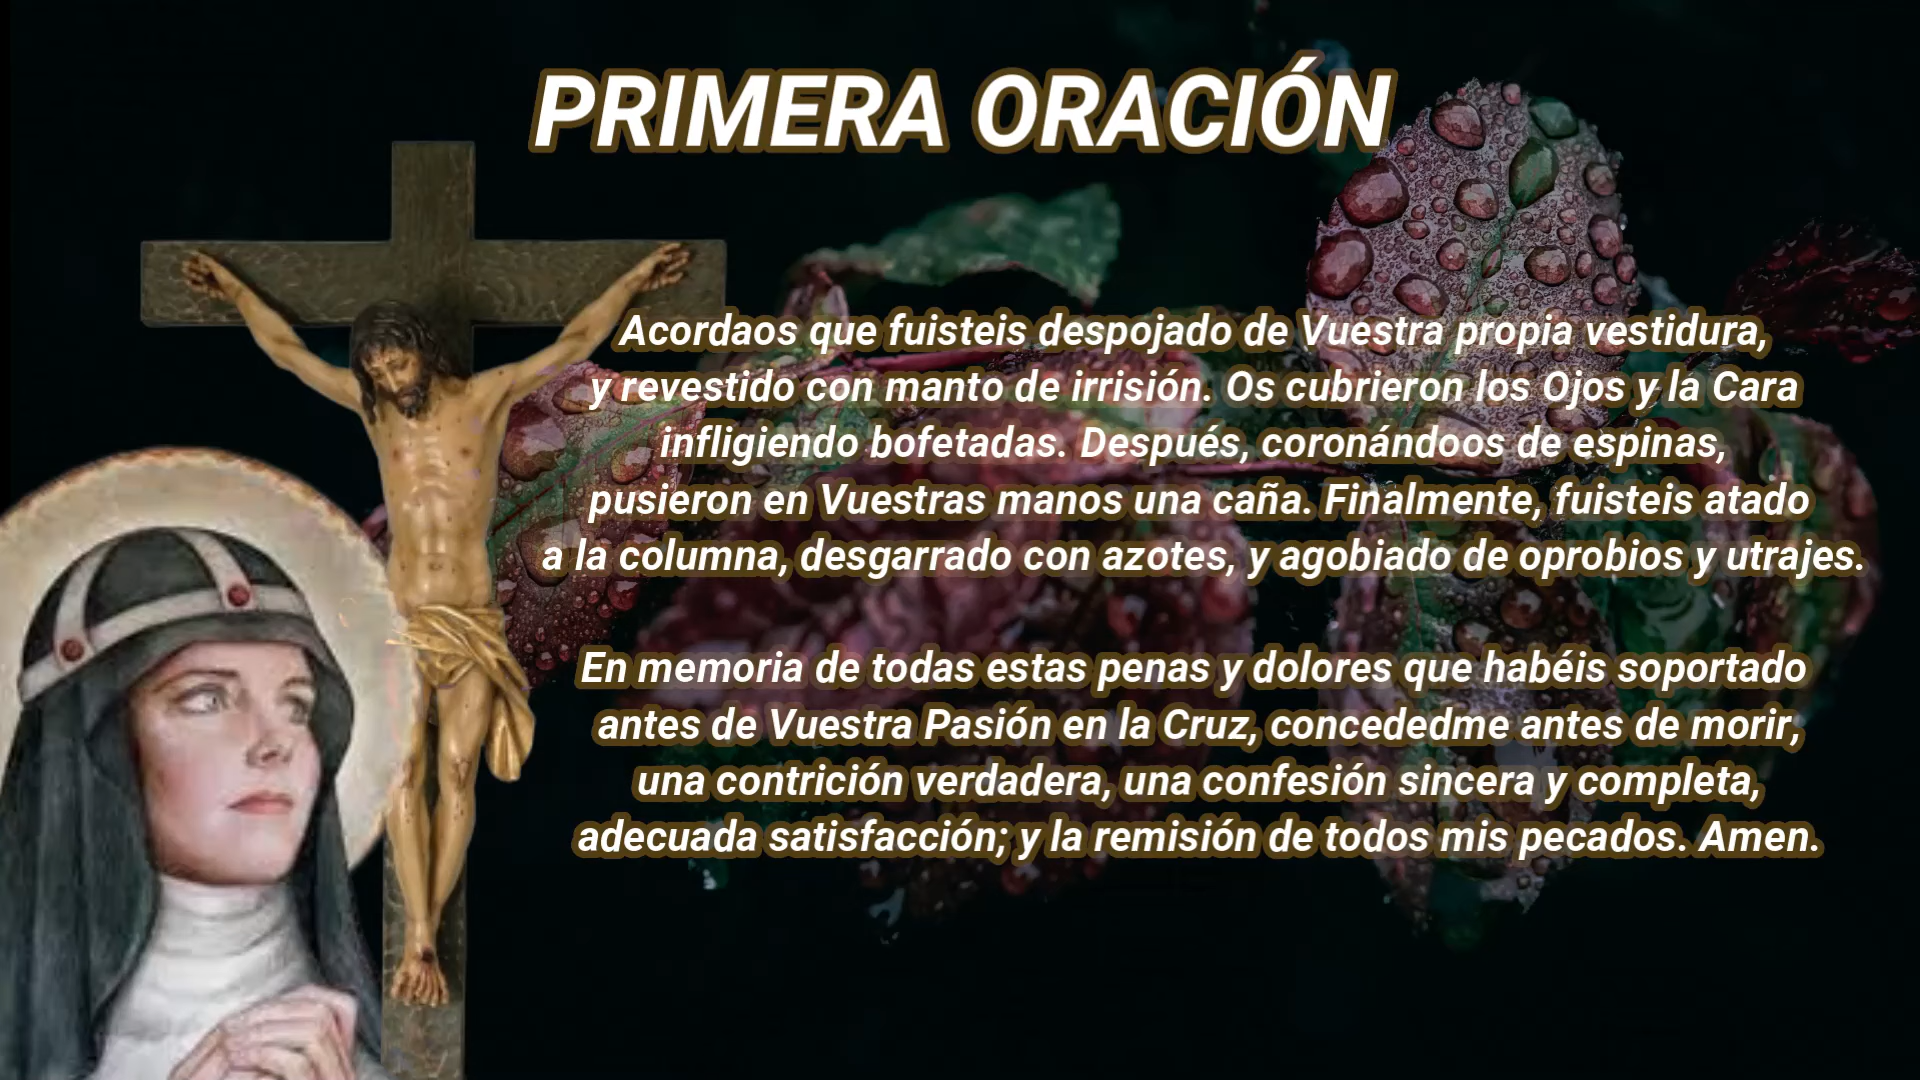 PRIMERA ORACIÓN
Acordaos que fuisteis despojado de Vuestra propia vestidura,
y revestido con manto de irrisión. Os cubrieron los Ojos y la Cara
infligiendo bofetadas. Después, coronándoos de espinas,
pusieron en Vuestras manos una caña. Finalmente, fuisteis atado
a la columna, desgarrado con azotes, y agobiado de oprobios y utrajes.
En memoria de todas estas penas y dolores que habéis soportado
antes de Vuestra Pasión en la Cruz, concededme antes de morir,
una contrición verdadera, una confesión sincera y completa,
adecuada satisfacción; y la remisión de todos mis pecados. Amen.